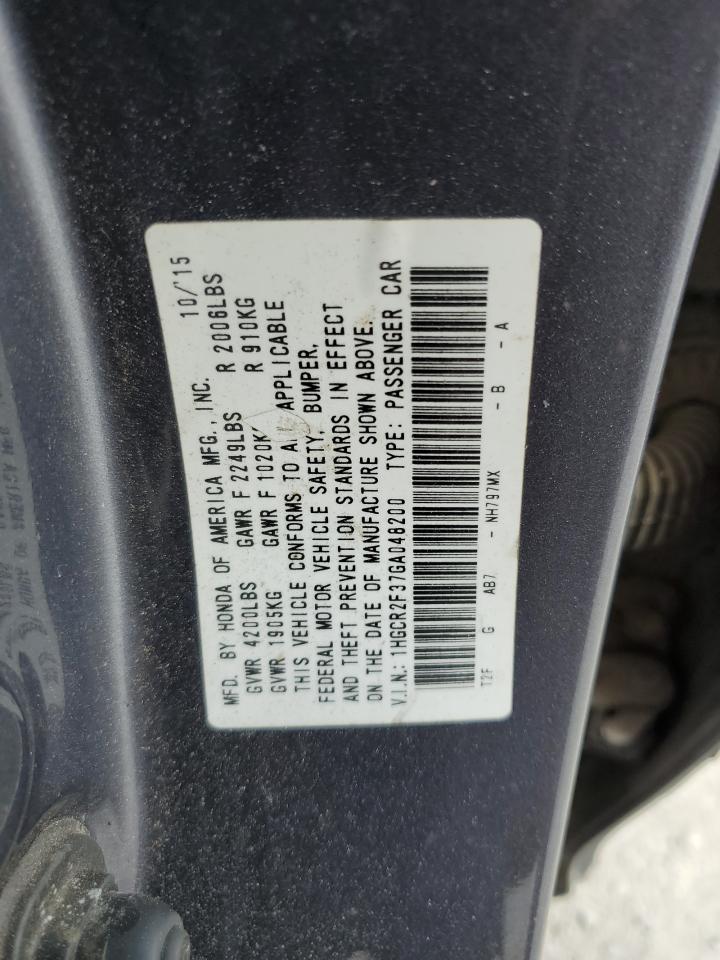 MFD. BY HONDA OF AMERICA MFG., INC. 10/'15
GVWR 4200LBS GAWR F 2249LBS R 2006LBS
GVWR 1905KG GAWR F 1020K R 910KG
THIS VEHICLE CONFORMS TO APPLICABLE
FEDERAL MOTOR VEHICLE SAFETY, BUMPER,
AND THEFT PREVENTION STANDARDS IN EFFECT
ON THE DATE OF MANUFACTURE SHOWN ABOVE.
V.I.N.: 1HGCR2F37GA048200 TYPE: PASSENGER CAR
T2F G AB7 - NH797MX - B - A